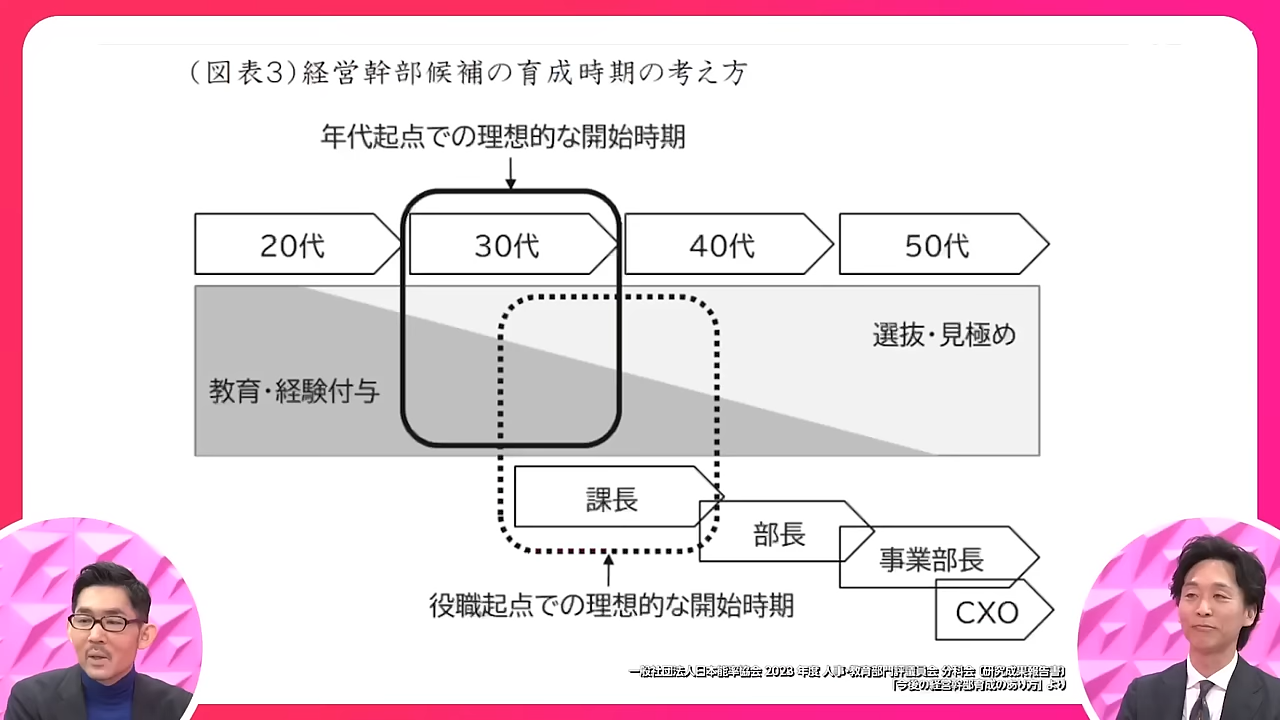 (図表3)経営幹部候補の育成時期の考え方
年代起点での理想的な開始時期
20代
30代
40代
50代
選抜・見極め
教育・経験付与
課長
部長
事業部長
CXO
役職起点での理想的な開始時期
一般社団法人日本能率協会 2023 年度 人事・教育部門評議員会 分科会 〔研究成果報告書〕
「今後の経営幹部育成のあり方」より